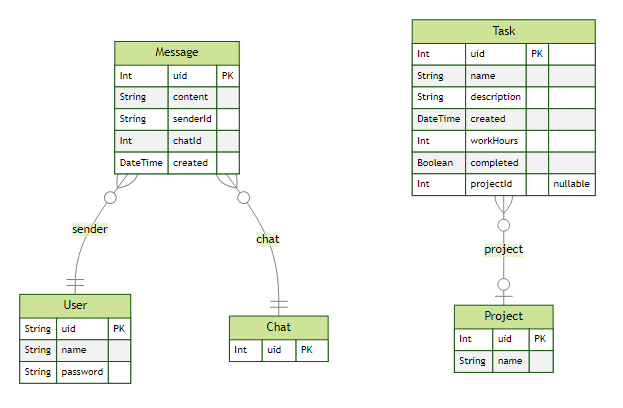 Message
Int uid PK
String content
String senderId
Int chatId
DateTime created
Task
Int uid PK
String name
String description
DateTime created
Int workHours
Boolean completed
Int projectId nullable
sender
chat
project
User
String uid PK
String name
String password
Chat
Int uid PK
Project
Int uid PK
String name